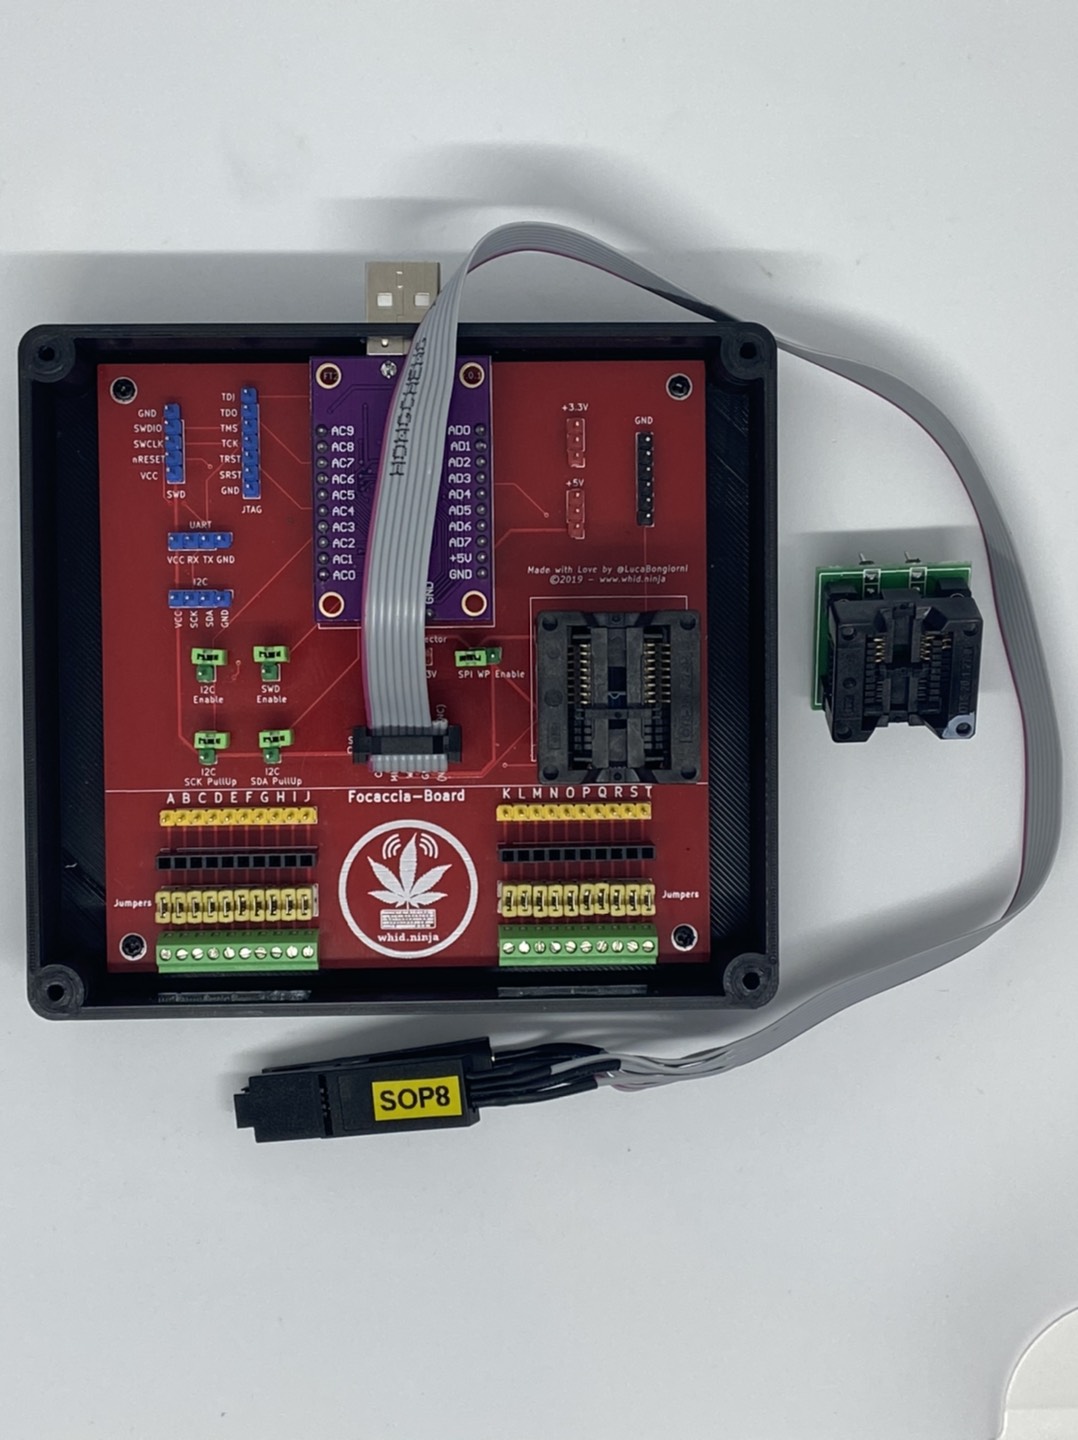 HONGCHENG
TDI
TDO
TMS
TCK
TRST
SRST
GND
JTAG
GND
SWDIO
SWCLK
nRESET
VCC
SWD
UART
VCC RX TX GND
I2C
VCC
SCK
SDA
GND
AC9
AC8
AC7
AC6
AC5
AC4
AC3
AC2
AC1
AC0
AD0
AD1
AD2
AD3
AD4
AD5
AD6
AD7
+5V
GND
GND
+3.3V
+5V
GND
Made with Love by @LucaBongiorni
©2019 - www.whid.ninja
I2C
Enable
SWD
Enable
SPI WP Enable
I2C
SCK PullUp
I2C
SDA PullUp
A B C D E F G H I J
Focaccia-Board
K L M N O P Q R S T
Jumpers
Jumpers
whid.ninja
SOP8